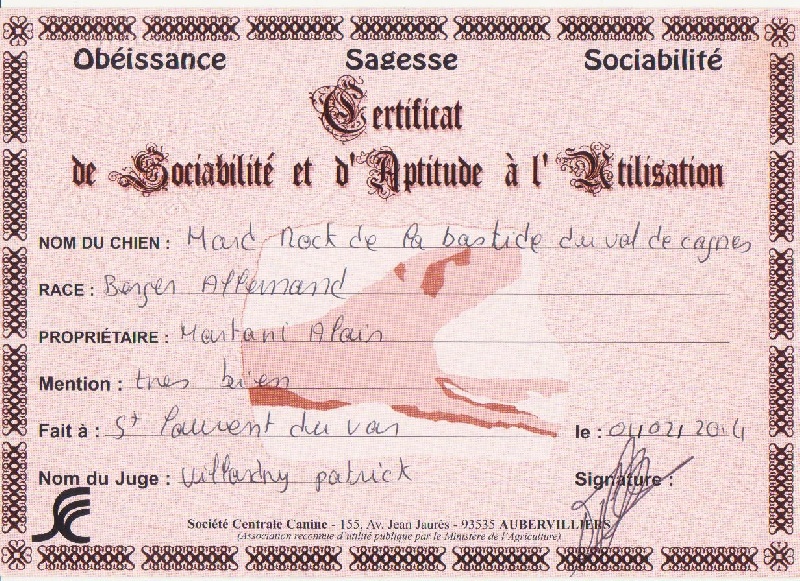 Obéissance Sagesse Sociabilité
Certificat
de Sociabilité et d'Aptitude à l'Utilisation
NOM DU CHIEN : Hard Rock de la bastide du val de cagnes
RACE : Berger Allemand
PROPRIÉTAIRE : Martani Alain
Mention : tres bien
Fait à : St Laurent du var le : 01/02/2014
Nom du Juge : patrick Signature :
Société Centrale Canine - 155, Av. Jean Jaurès - 93535 AUBERVILLIERS
(Association reconnue d'utilité publique par le Ministère de l'Agriculture)